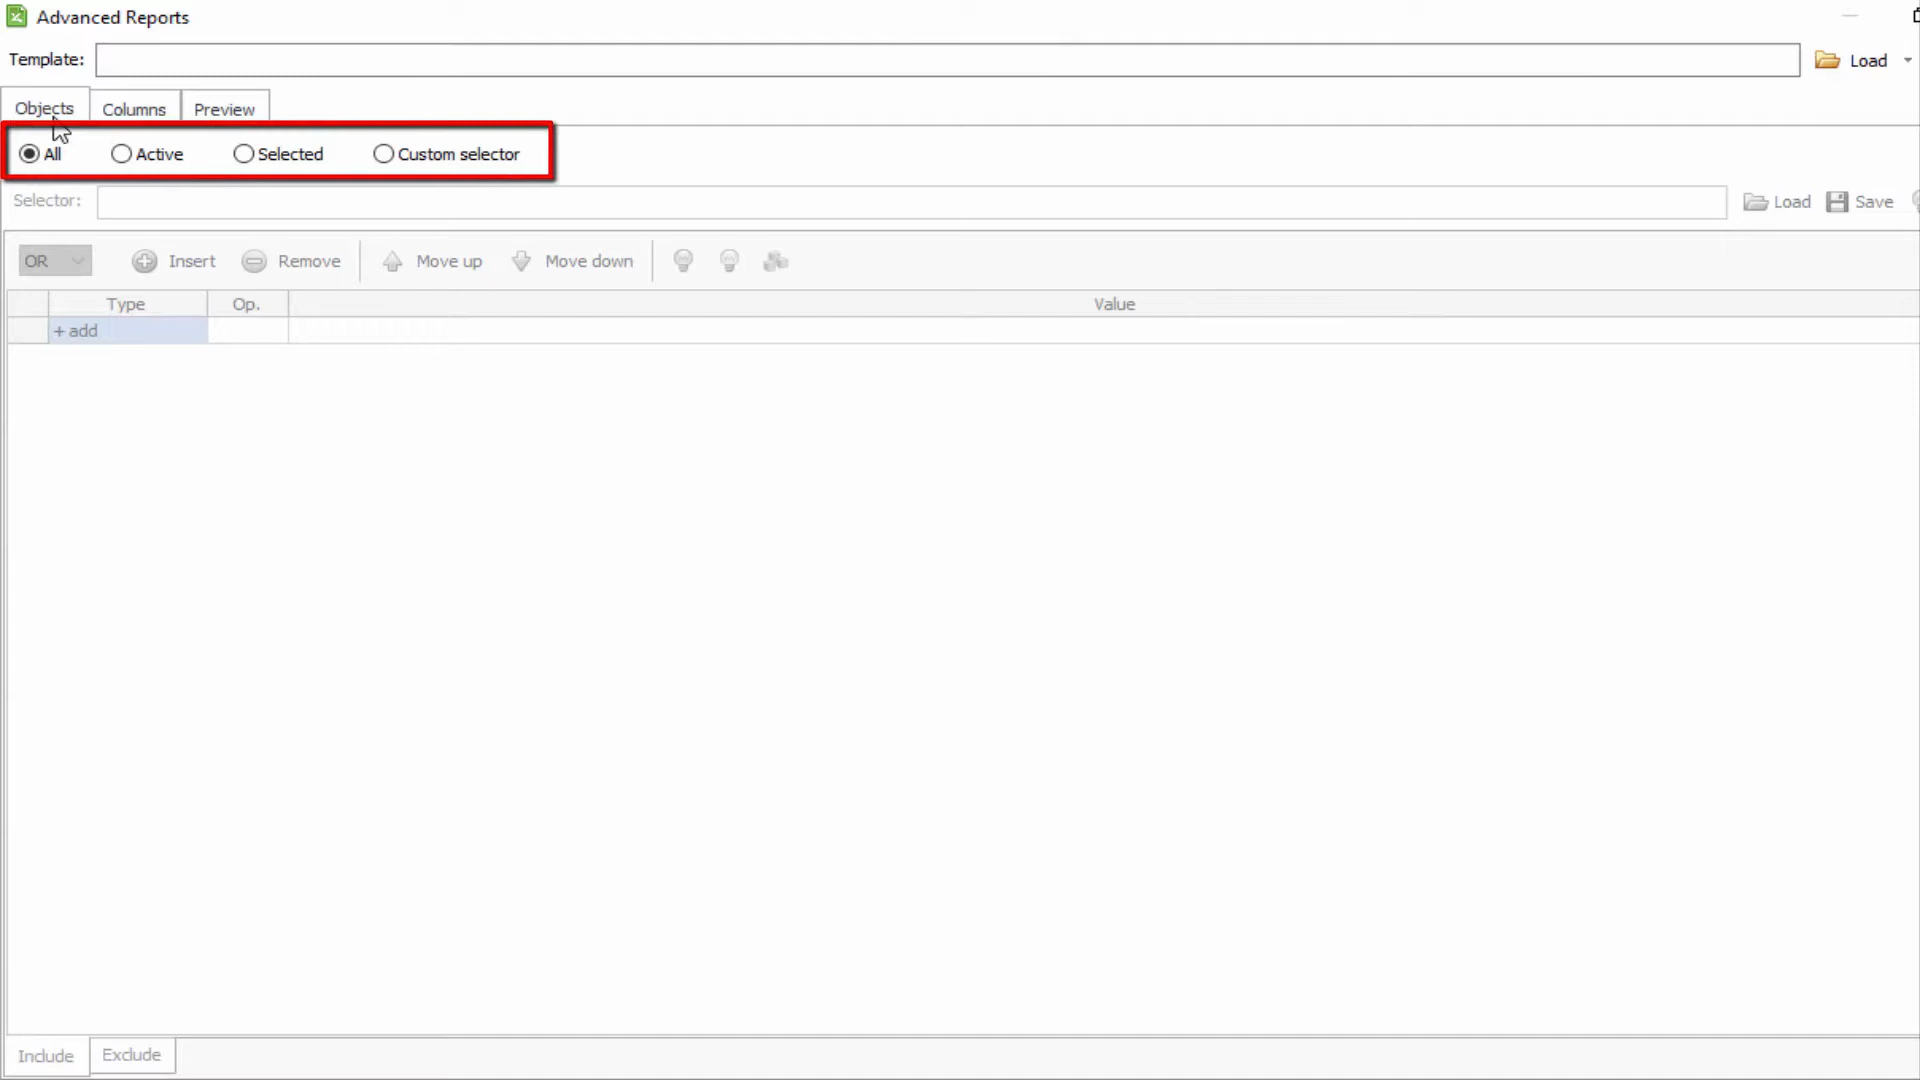 Advanced Reports
Template:
Load
Objects Columns Preview
All Active Selected Custom selector
Selector:
Load Save
OR Insert Remove Move up Move down
Type Op. Value
+ add
Include Exclude